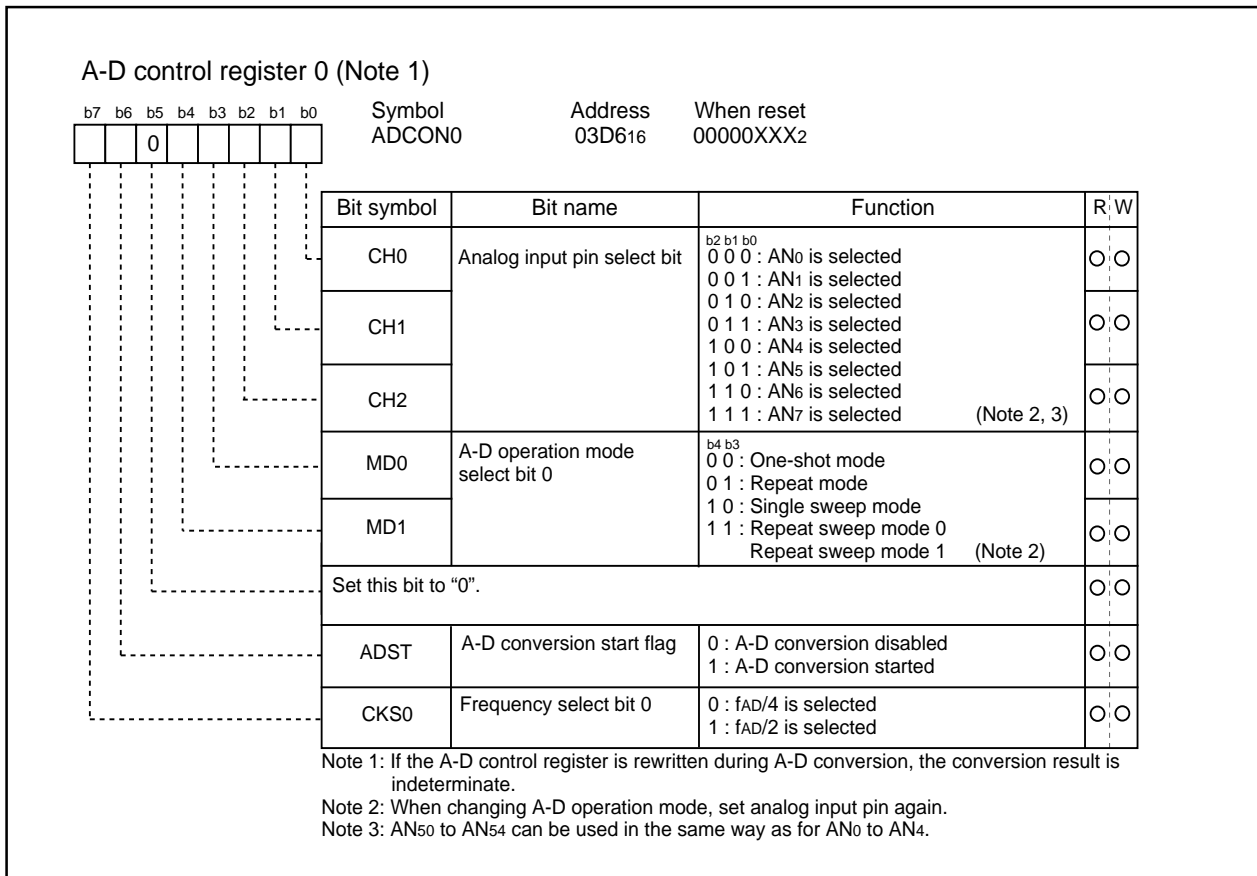 A-D control register 0 (Note 1)
b7 b6 b5 b4 b3 b2 b1 b0
Symbol Address When reset
ADCON0 03D616 00000XXX2
0
Bit symbol Bit name Function R W
CH0 Analog input pin select bit
b2 b1 b0
0 0 0 : AN0 is selected
0 0 1 : AN1 is selected
0 1 0 : AN2 is selected
0 1 1 : AN3 is selected
1 0 0 : AN4 is selected
1 0 1 : AN5 is selected
1 1 0 : AN6 is selected
1 1 1 : AN7 is selected (Note 2, 3)
CH1
CH2
MD0 A-D operation mode
select bit 0
b4 b3
0 0 : One-shot mode
0 1 : Repeat mode
1 0 : Single sweep mode
1 1 : Repeat sweep mode 0
Repeat sweep mode 1 (Note 2)
MD1
Set this bit to “0”.
ADST A-D conversion start flag 0 : A-D conversion disabled
1 : A-D conversion started
CKS0 Frequency select bit 0 0 : fAD/4 is selected
1 : fAD/2 is selected
Note 1: If the A-D control register is rewritten during A-D conversion, the conversion result is
indeterminate.
Note 2: When changing A-D operation mode, set analog input pin again.
Note 3: AN50 to AN54 can be used in the same way as for AN0 to AN4.